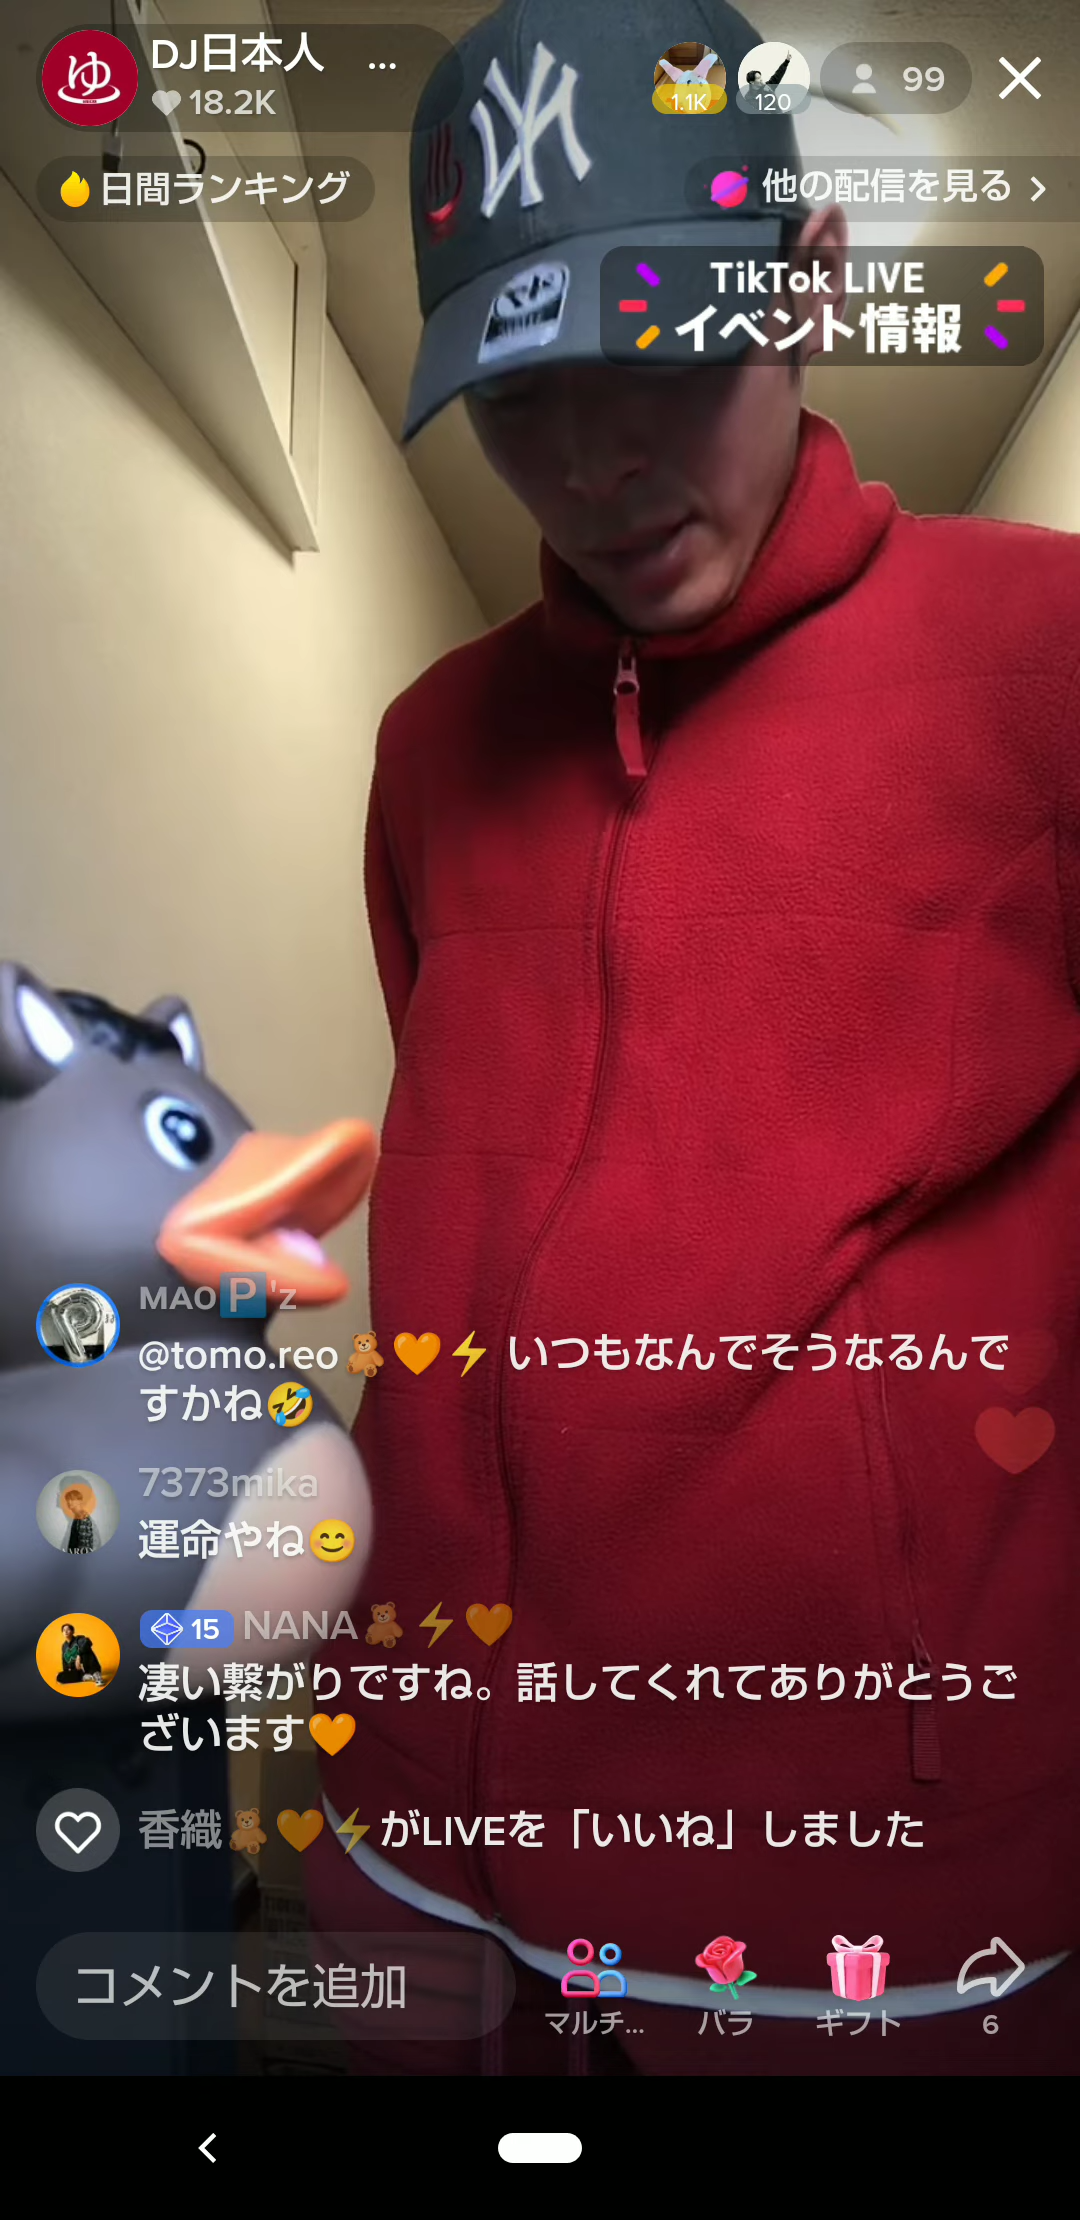 ゆ
DJ日本人 ...
18.2K
1.1K
120
99
日間ランキング
他の配信を見る
TikTok LIVE
イベント情報
NY
MAO🅿️'z
@tomo.reo🧸🧡⚡ いつもなんでそうなるんで
すかね🤣
7373mika
運命やね😊
15 NANA🧸⚡🧡
凄い繋がりですね。話してくれてありがとうご
ざいます🧡
香織🧸🧡⚡がLIVEを「いいね」しました
コメントを追加
マルチ...
バラ
ギフト
6